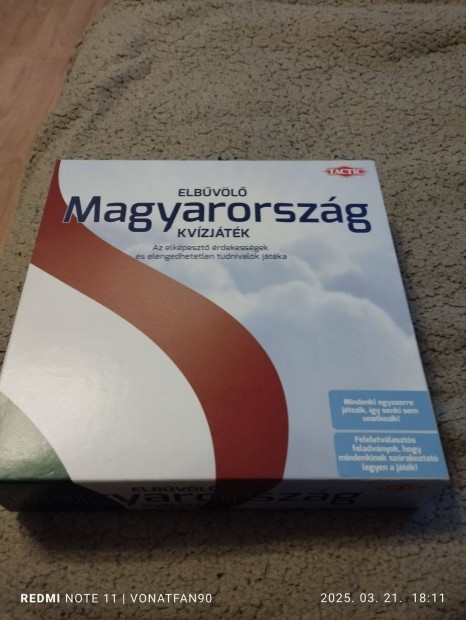 TACTIC
ELBŰVÖLŐ
Magyarország
KVÍZJÁTÉK
Az elképesztő érdekességek
és elengedhetetlen tudnivalók játéka
Mindenki egyszerre
játszik, így senki sem
unatkozik!
Feleletválasztós
feladványok, hogy
mindenkinek szórakoztató
legyen a játék!
ELBŰVÖLŐ
Magyarország
REDMI NOTE 11 | VONATFAN90
2025. 03. 21. 18:11